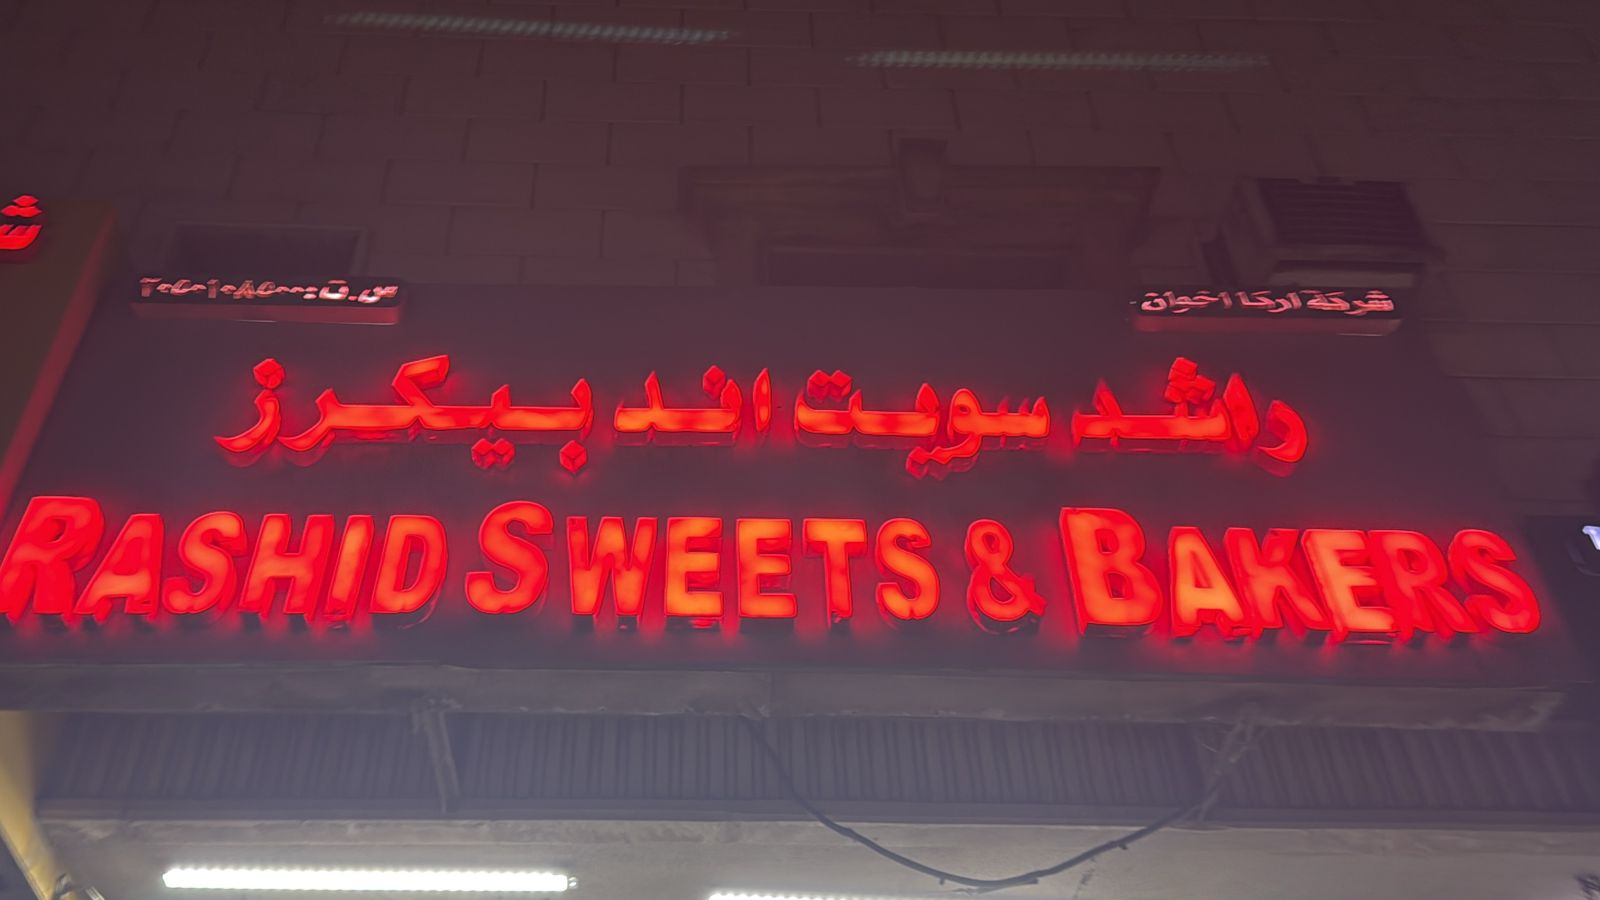 شركة اركا اخوان
راشد سويت اند بيكرز
RASHID SWEETS & BAKERS